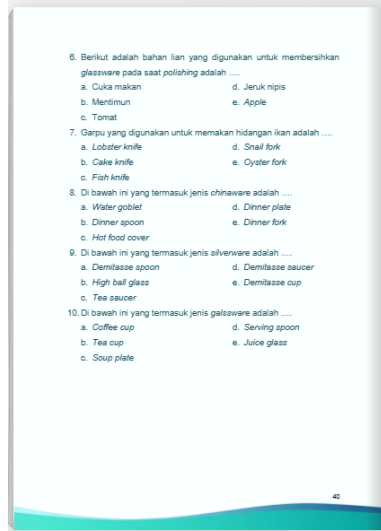 6. Berikut adalah bahan lian yang digunakan untuk membersihkan
glassware pada saat polishing adalah ....
a. Cuka makan
d. Jeruk nipis
b. Mentimun
e. Apple
c. Tomat
7. Garpu yang digunakan untuk memakan hidangan ikan adalah ....
a. Lobster knife
d. Snail fork
b. Cake knife
e. Oyster fork
c. Fish knife
8. Di bawah ini yang termasuk jenis chinaware adalah ....
a. Water goblet
d. Dinner plate
b. Dinner spoon
e. Dinner fork
c. Hot food cover
9. Di bawah ini yang termasuk jenis silverware adalah ....
a. Demitasse spoon
d. Demitasse saucer
b. High ball glass
e. Demitasse cup
c. Tea saucer
10. Di bawah ini yang termasuk jenis galssware adalah ....
a. Coffee cup
d. Serving spoon
b. Tea cup
e. Juice glass
c. Soup plate
40